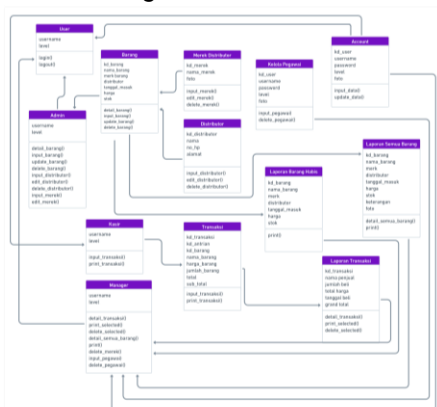 User
username
level
login()
logout()
Barang
kd_barang
nama_barang
merk barang
distributor
tanggal_masuk
harga
stok
detail_barang()
input_barang()
update_barang()
delete_barang()
Merek Distributor
kd_merek
nama_merek
foto
input_merek()
edit_merek()
delete_merek()
Kelola Pegawai
kd_user
username
password
level
foto
input_pegawai()
delete_pegawai()
Account
kd_user
username
password
level
foto
input_data()
update_data()
Admin
username
level
detail_barang()
input_barang()
update_barang()
delete_barang()
input_distributor()
edit_distributor()
delete_distributor()
input_merek()
edit_merek()
Distributor
kd_distributor
nama
no_hp
alamat
input_distributor()
edit_distributor()
delete_distributor()
Laporan Barang Habis
kd_barang
nama_barang
merk
distributor
tanggal_masuk
harga
stok
print()
Laporan Semua Barang
kd_barang
nama_barang
merk
distributor
tanggal_masuk
harga
stok
keterangan
foto
detail_semua_barang()
print()
Kasir
username
level
input_transaksi()
print_transaksi()
Transaksi
kd_transaksi
kd_antrian
kd_barang
nama_barang
harga_barang
jumlah_barang
total
sub_total
input_transaksi()
print_transaksi()
Laporan Transaksi
kd_transaksi
nama penjual
jumlah beli
total harga
tanggal beli
grand total
detail_transaksi()
print_selected()
delete_selected()
Manager
username
level
detail_transaksi()
print_selected()
delete_selected()
detail_semua_barang()
print()
delete_merek()
input_pegawai()
delete_pegawai()